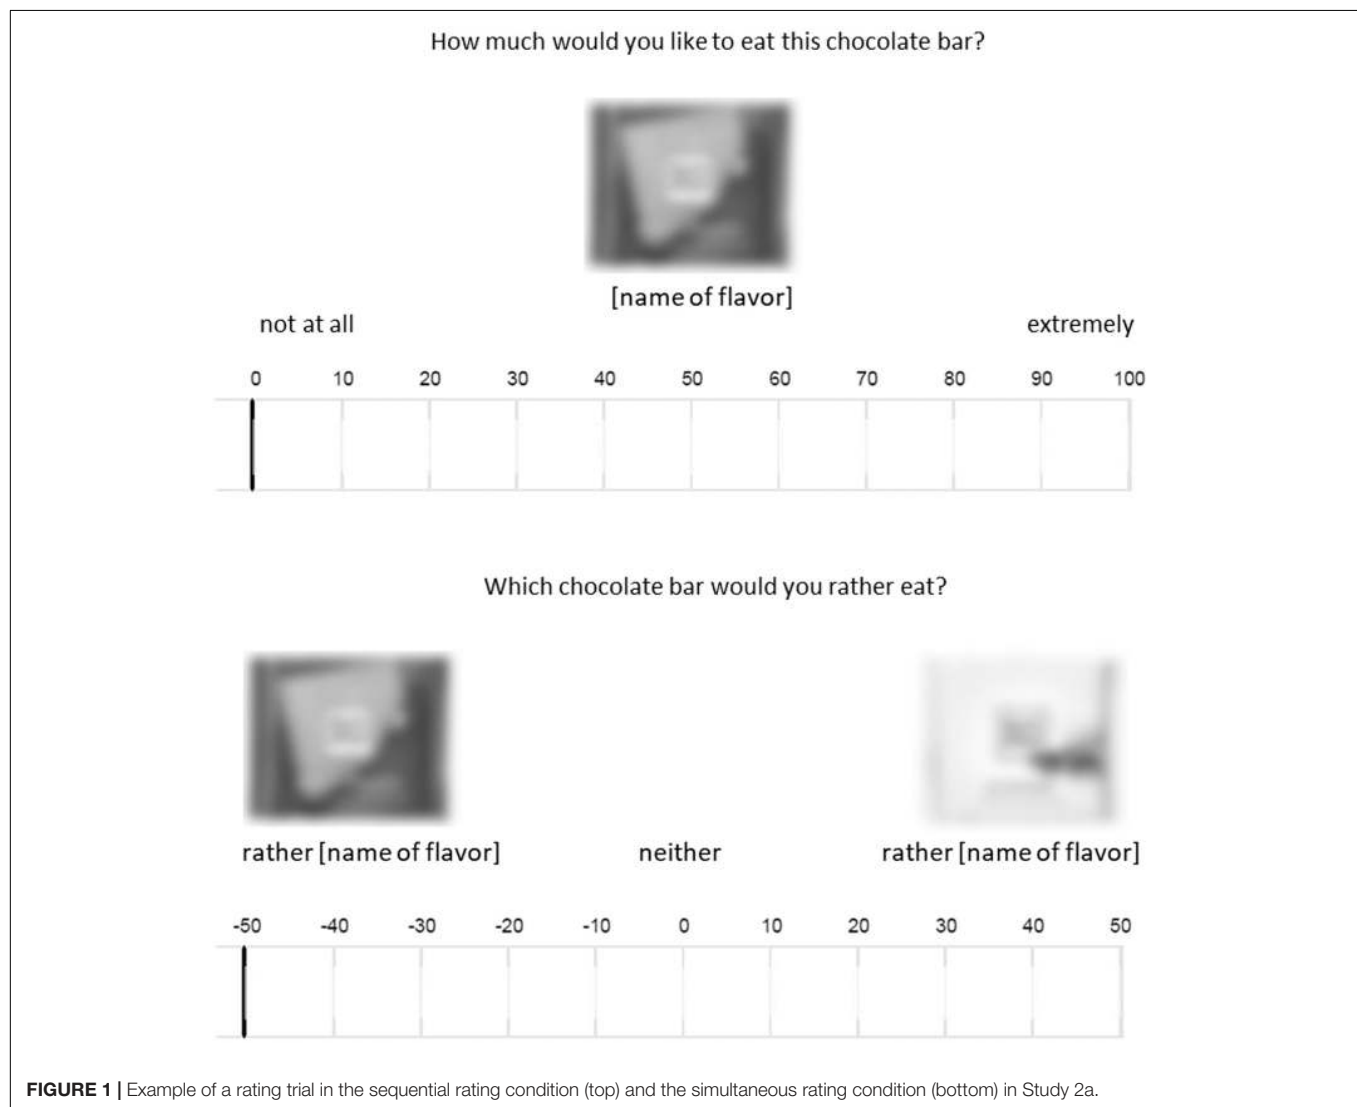 How much would you like to eat this chocolate bar?
[name of flavor]
not at all extremely
0 10 20 30 40 50 60 70 80 90 100
Which chocolate bar would you rather eat?
rather [name of flavor] neither rather [name of flavor]
-50 -40 -30 -20 -10 0 10 20 30 40 50
FIGURE 1 | Example of a rating trial in the sequential rating condition (top) and the simultaneous rating condition (bottom) in Study 2a.